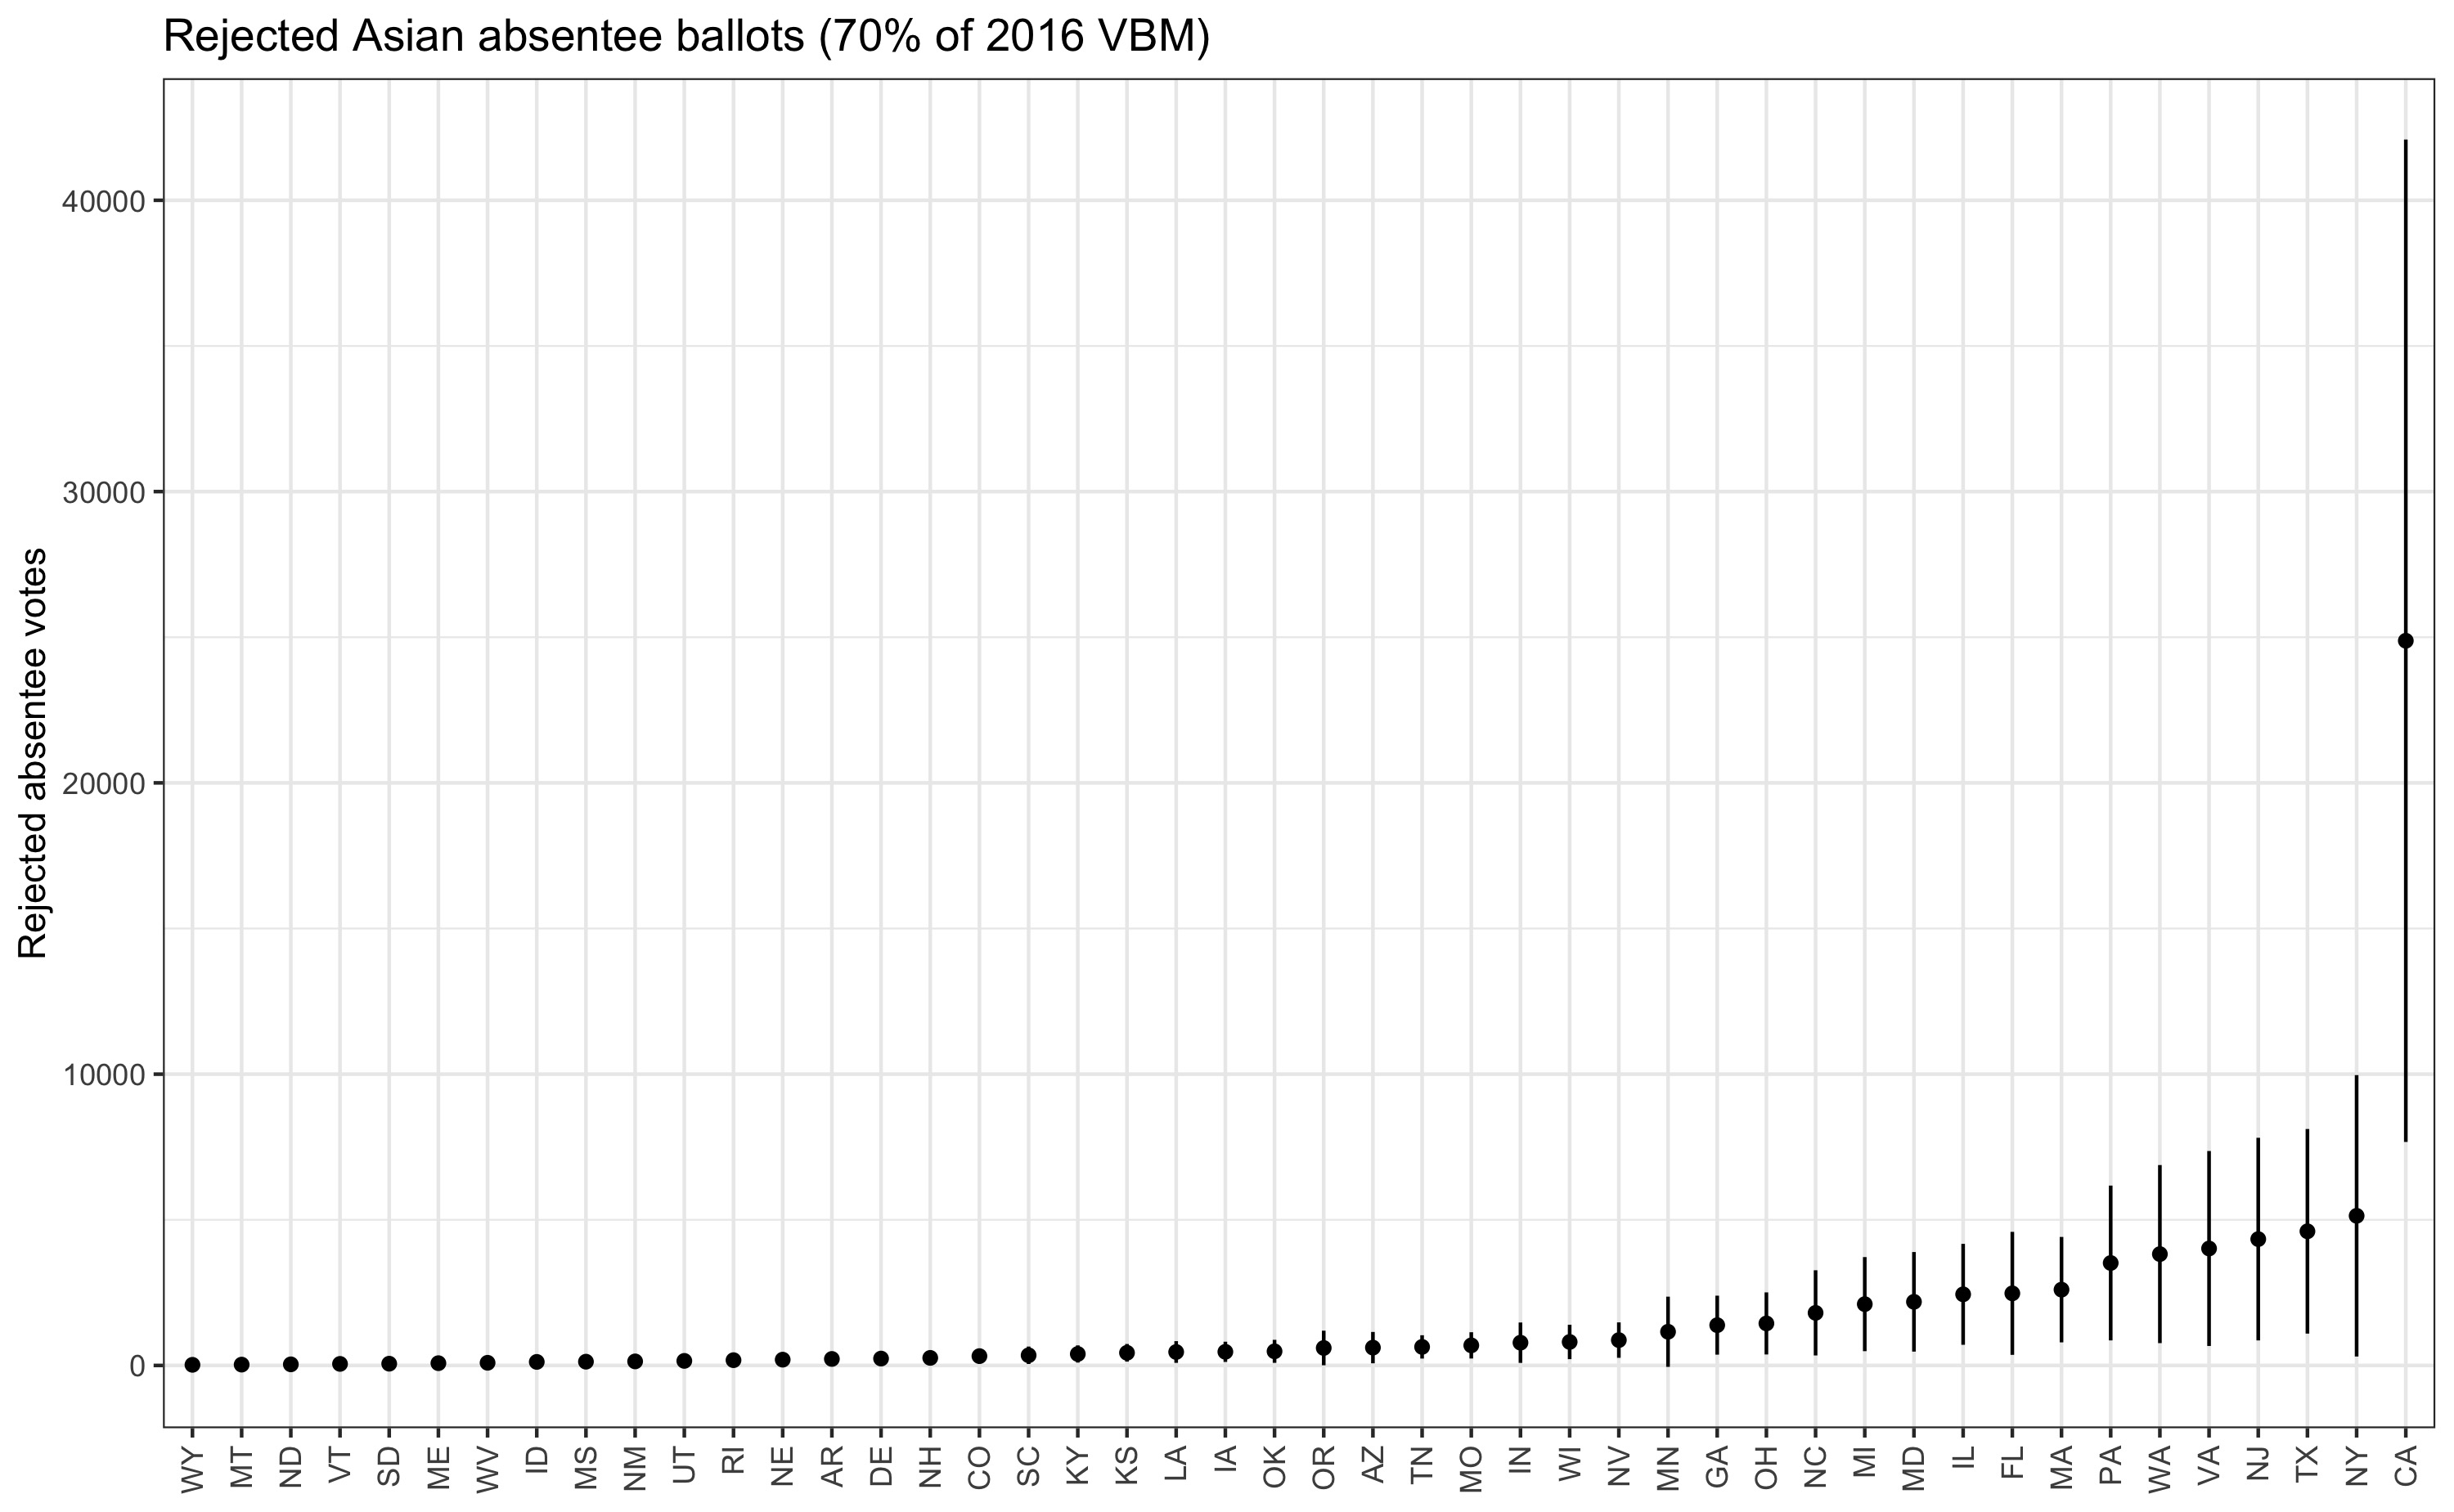 Rejected Asian absentee ballots (70% of 2016 VBM)
Rejected absentee votes
40000
30000
20000
10000
0
WY MT ND VT SD ME WV ID MS NM UT RI NE AR DE NH CO SC KY KS LA IA OK OR AZ TN MO IN WI NV MN GA OH NC MI MD IL FL MA PA WA VA NJ TX NY CA